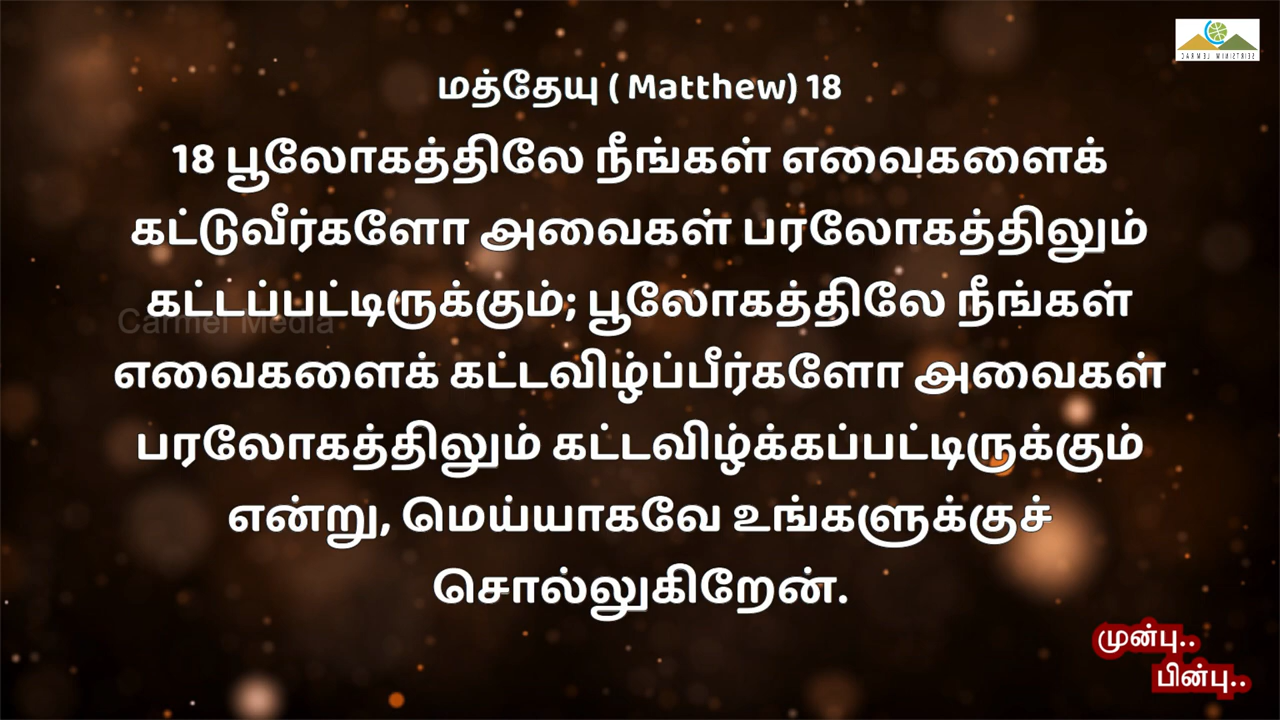 மத்தேயு ( Matthew) 18
18 பூலோகத்திலே நீங்கள் எவைகளைக்
கட்டுவீர்களோ அவைகள் பரலோகத்திலும்
கட்டப்பட்டிருக்கும்; பூலோகத்திலே நீங்கள்
Carmel Media
எவைகளைக் கட்டவிழ்ப்பீர்களோ அவைகள்
பரலோகத்திலும் கட்டவிழ்க்கப்பட்டிருக்கும்
என்று, மெய்யாகவே உங்களுக்குச்
சொல்லுகிறேன்.
முன்பு..
பின்பு..